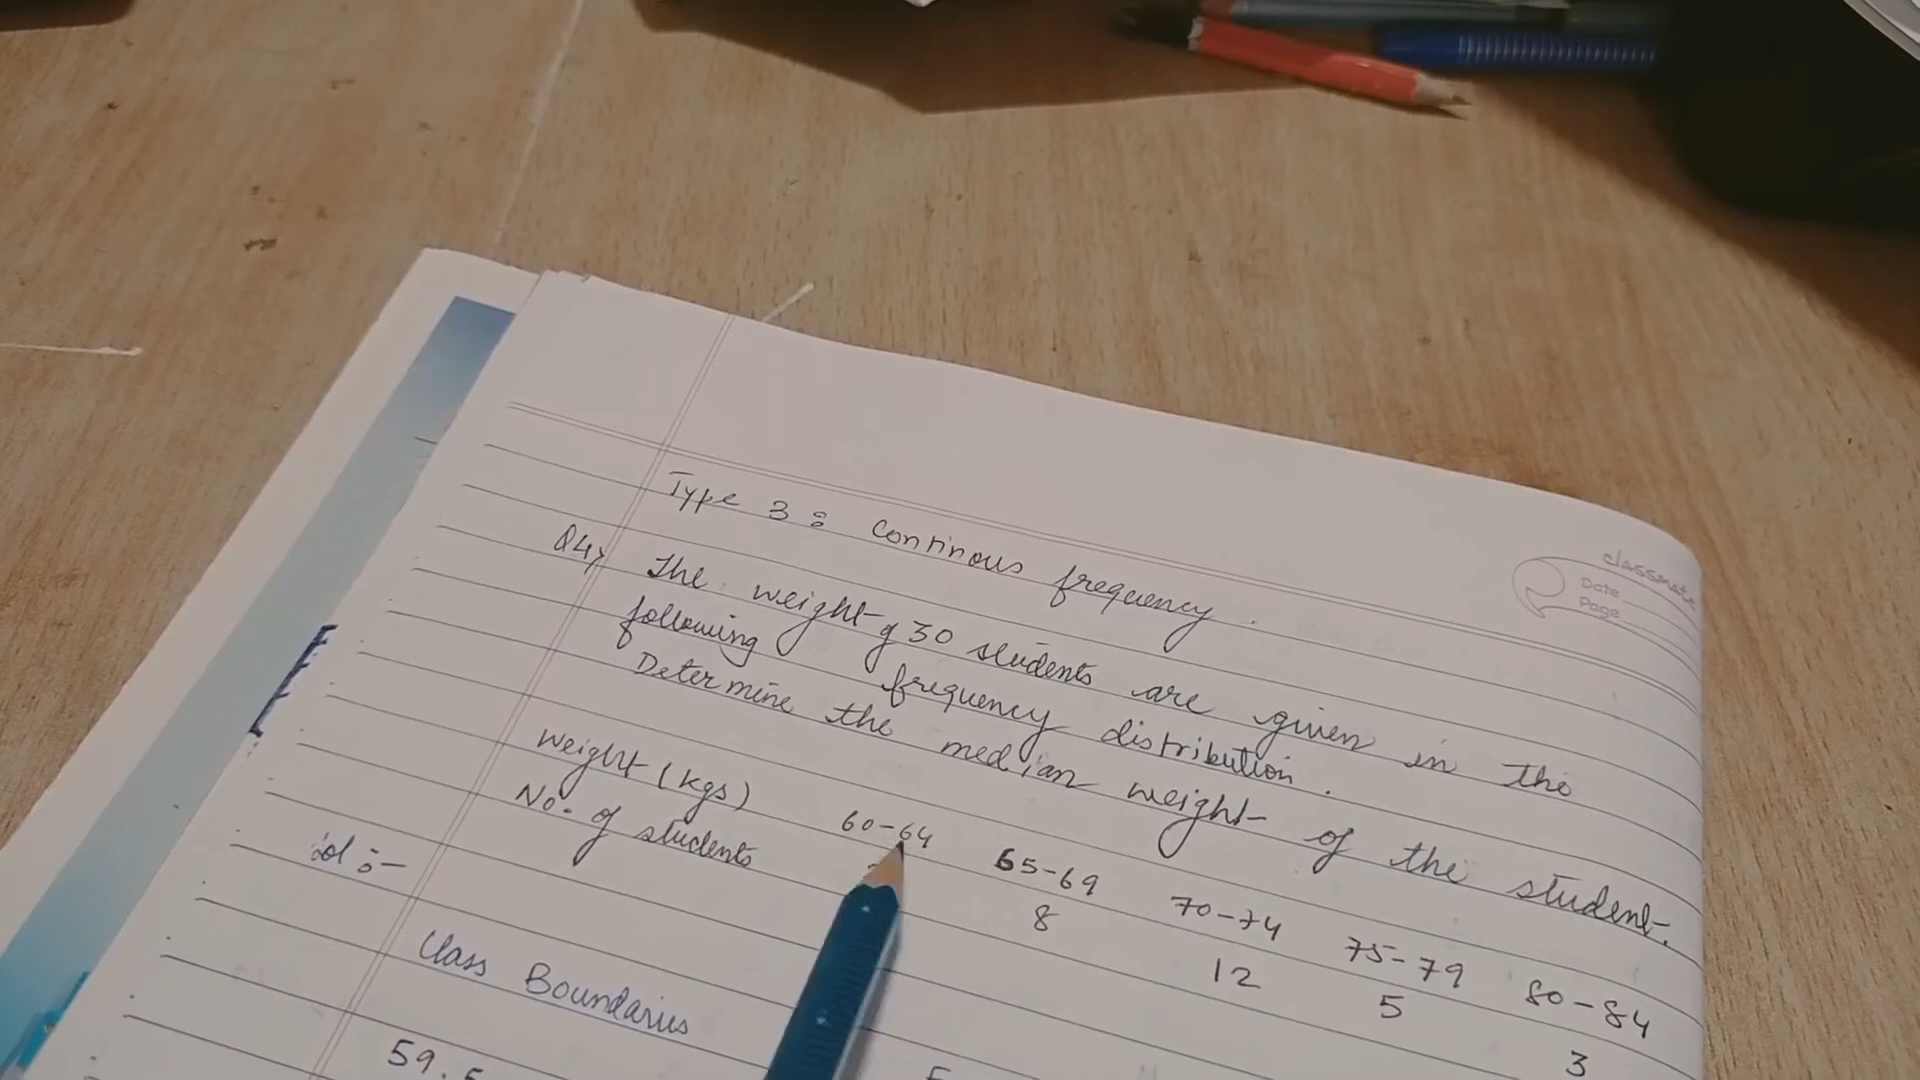 classmate
Date
Page
Type 3 : Continous frequency.
Q4) The weight of 30 students are given in the
following frequency distribution.
Determine the median weight of the student.
Weight (kgs) 60-64 65-69 70-74 75-79 80-84
No. of students 8 12 5 3
Sol :-
Class Boundaries
59.5